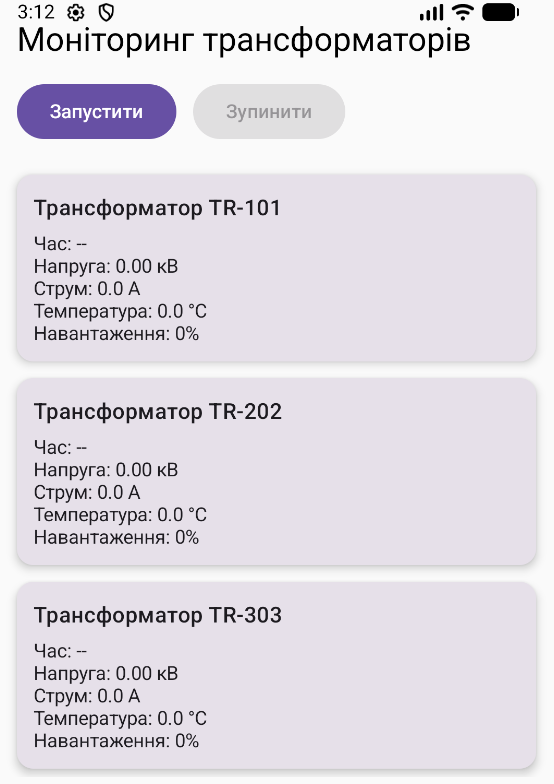 3:12
Моніторинг трансформаторів
Запустити
Зупинити
Трансформатор TR-101
Час: --
Напруга: 0.00 кВ
Струм: 0.0 А
Температура: 0.0 °C
Навантаження: 0%
Трансформатор TR-202
Час: --
Напруга: 0.00 кВ
Струм: 0.0 А
Температура: 0.0 °C
Навантаження: 0%
Трансформатор TR-303
Час: --
Напруга: 0.00 кВ
Струм: 0.0 А
Температура: 0.0 °C
Навантаження: 0%